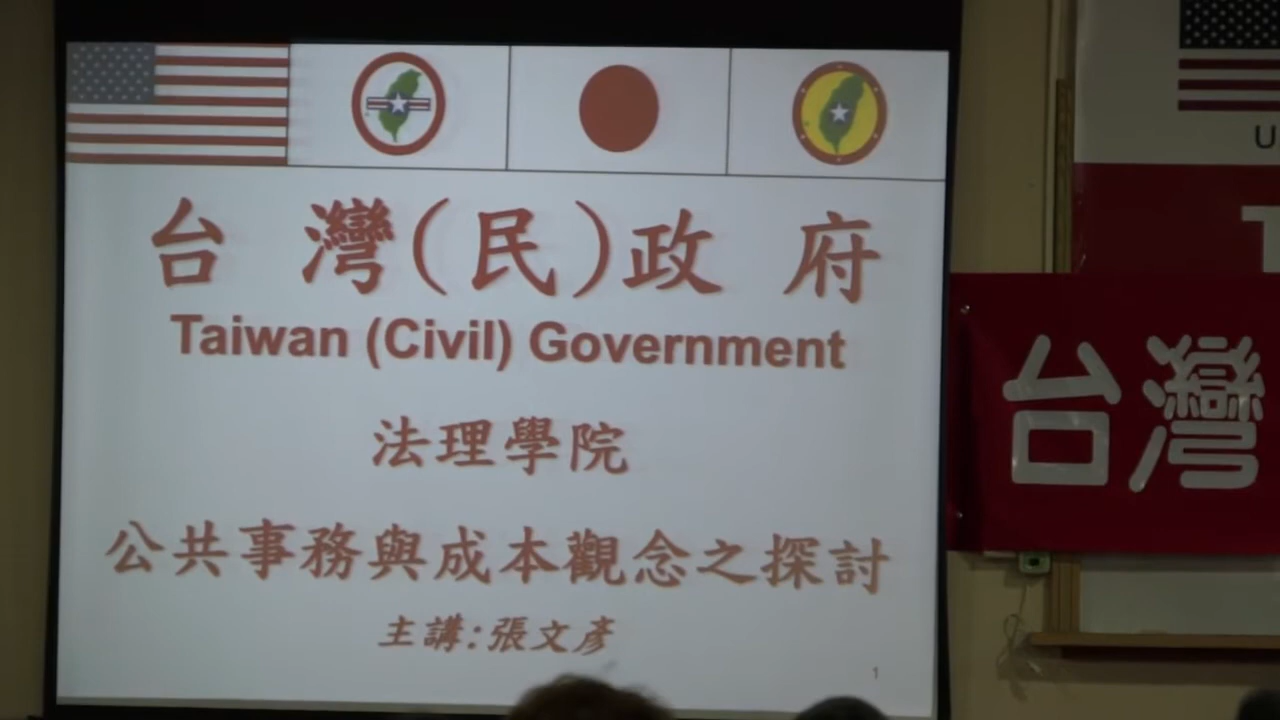 台 灣(民)政 府
Taiwan (Civil) Government
法理學院
公共事務與成本觀念之探討
主講:張文彥
1
U
T
台灣